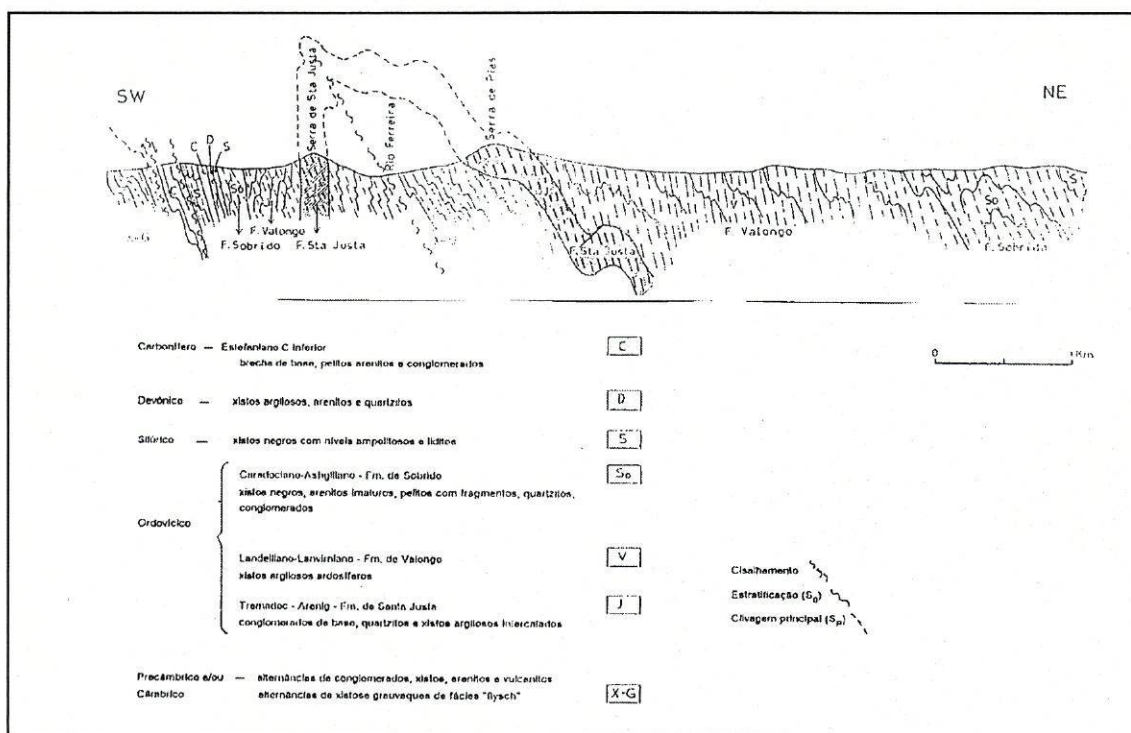 SW
NE
Serra de Sta Justa
Rio Ferreira
Serra de Pias
C D S
C
So
V
So
S
X-G
F. Valongo
F. Sobrido F. Sta Justa
F. Sta Justa
F. Valongo
F. Sobrido
Carbonífero — Estefaniano C Inferior
brecha de base, pelitos arenitos e conglomerados
C
0 1 Km
Devónico — xistos argilosos, arenitos e quartzitos
D
Silúrico — xistos negros com níveis ampelitosos e liditos
S
Ordovícico
Caradociano-Ashgilliano - Fm. de Sobrido
xistos negros, arenitos imaturos, pelitos com fragmentos, quartzitos,
conglomerados
So
Landeiliano-Lanvirniano - Fm. de Valongo
xistos argilosos ardosíferos
V
Tremadoc - Arenig - Fm. de Santa Justa
conglomerados de base, quartzitos e xistos argilosos intercalados
J
Cisalhamento
Estratificação (S0)
Clivagem principal (Sp)
Precâmbrico e/ou — alternâncias de conglomerados, xistos, arenitos e vulcanitos
Câmbrico alternâncias de xistose grauvaques de fácies "flysch"
X-G